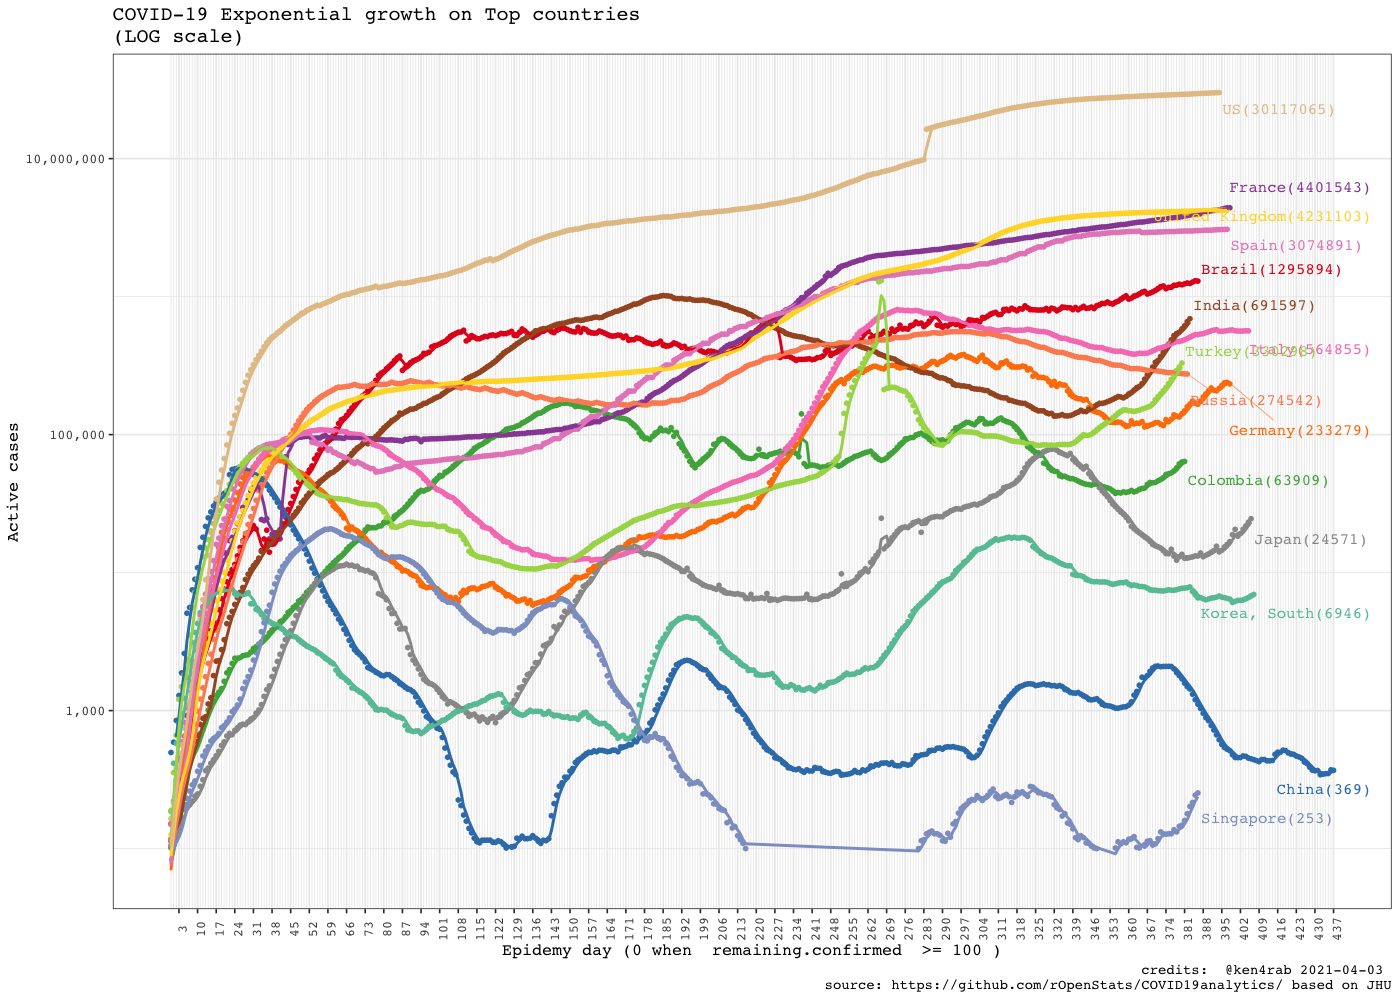 COVID-19 Exponential growth on Top countries
(LOG scale)
Active cases
10,000,000
100,000
1,000
US(30117065)
France(4401543)
United Kingdom(4231103)
Spain(3074891)
Brazil(1295894)
India(691597)
Italy(564855)
Turkey(331298)
Russia(274542)
Germany(233279)
Colombia(63909)
Japan(24571)
Korea, South(6946)
China(369)
Singapore(253)
3 10 17 24 31 38 45 52 59 66 73 80 87 94 101 108 115 122 129 136 143 150 157 164 171 178 185 192 199 206 213 220 227 234 241 248 255 262 269 276 283 290 297 304 311 318 325 332 339 346 353 360 367 374 381 388 395 402 409 416 423 430 437
Epidemy day (0 when remaining.confirmed >= 100 )
credits: @ken4rab 2021-04-03
source: https://github.com/rOpenStats/COVID19analytics/ based on JHU